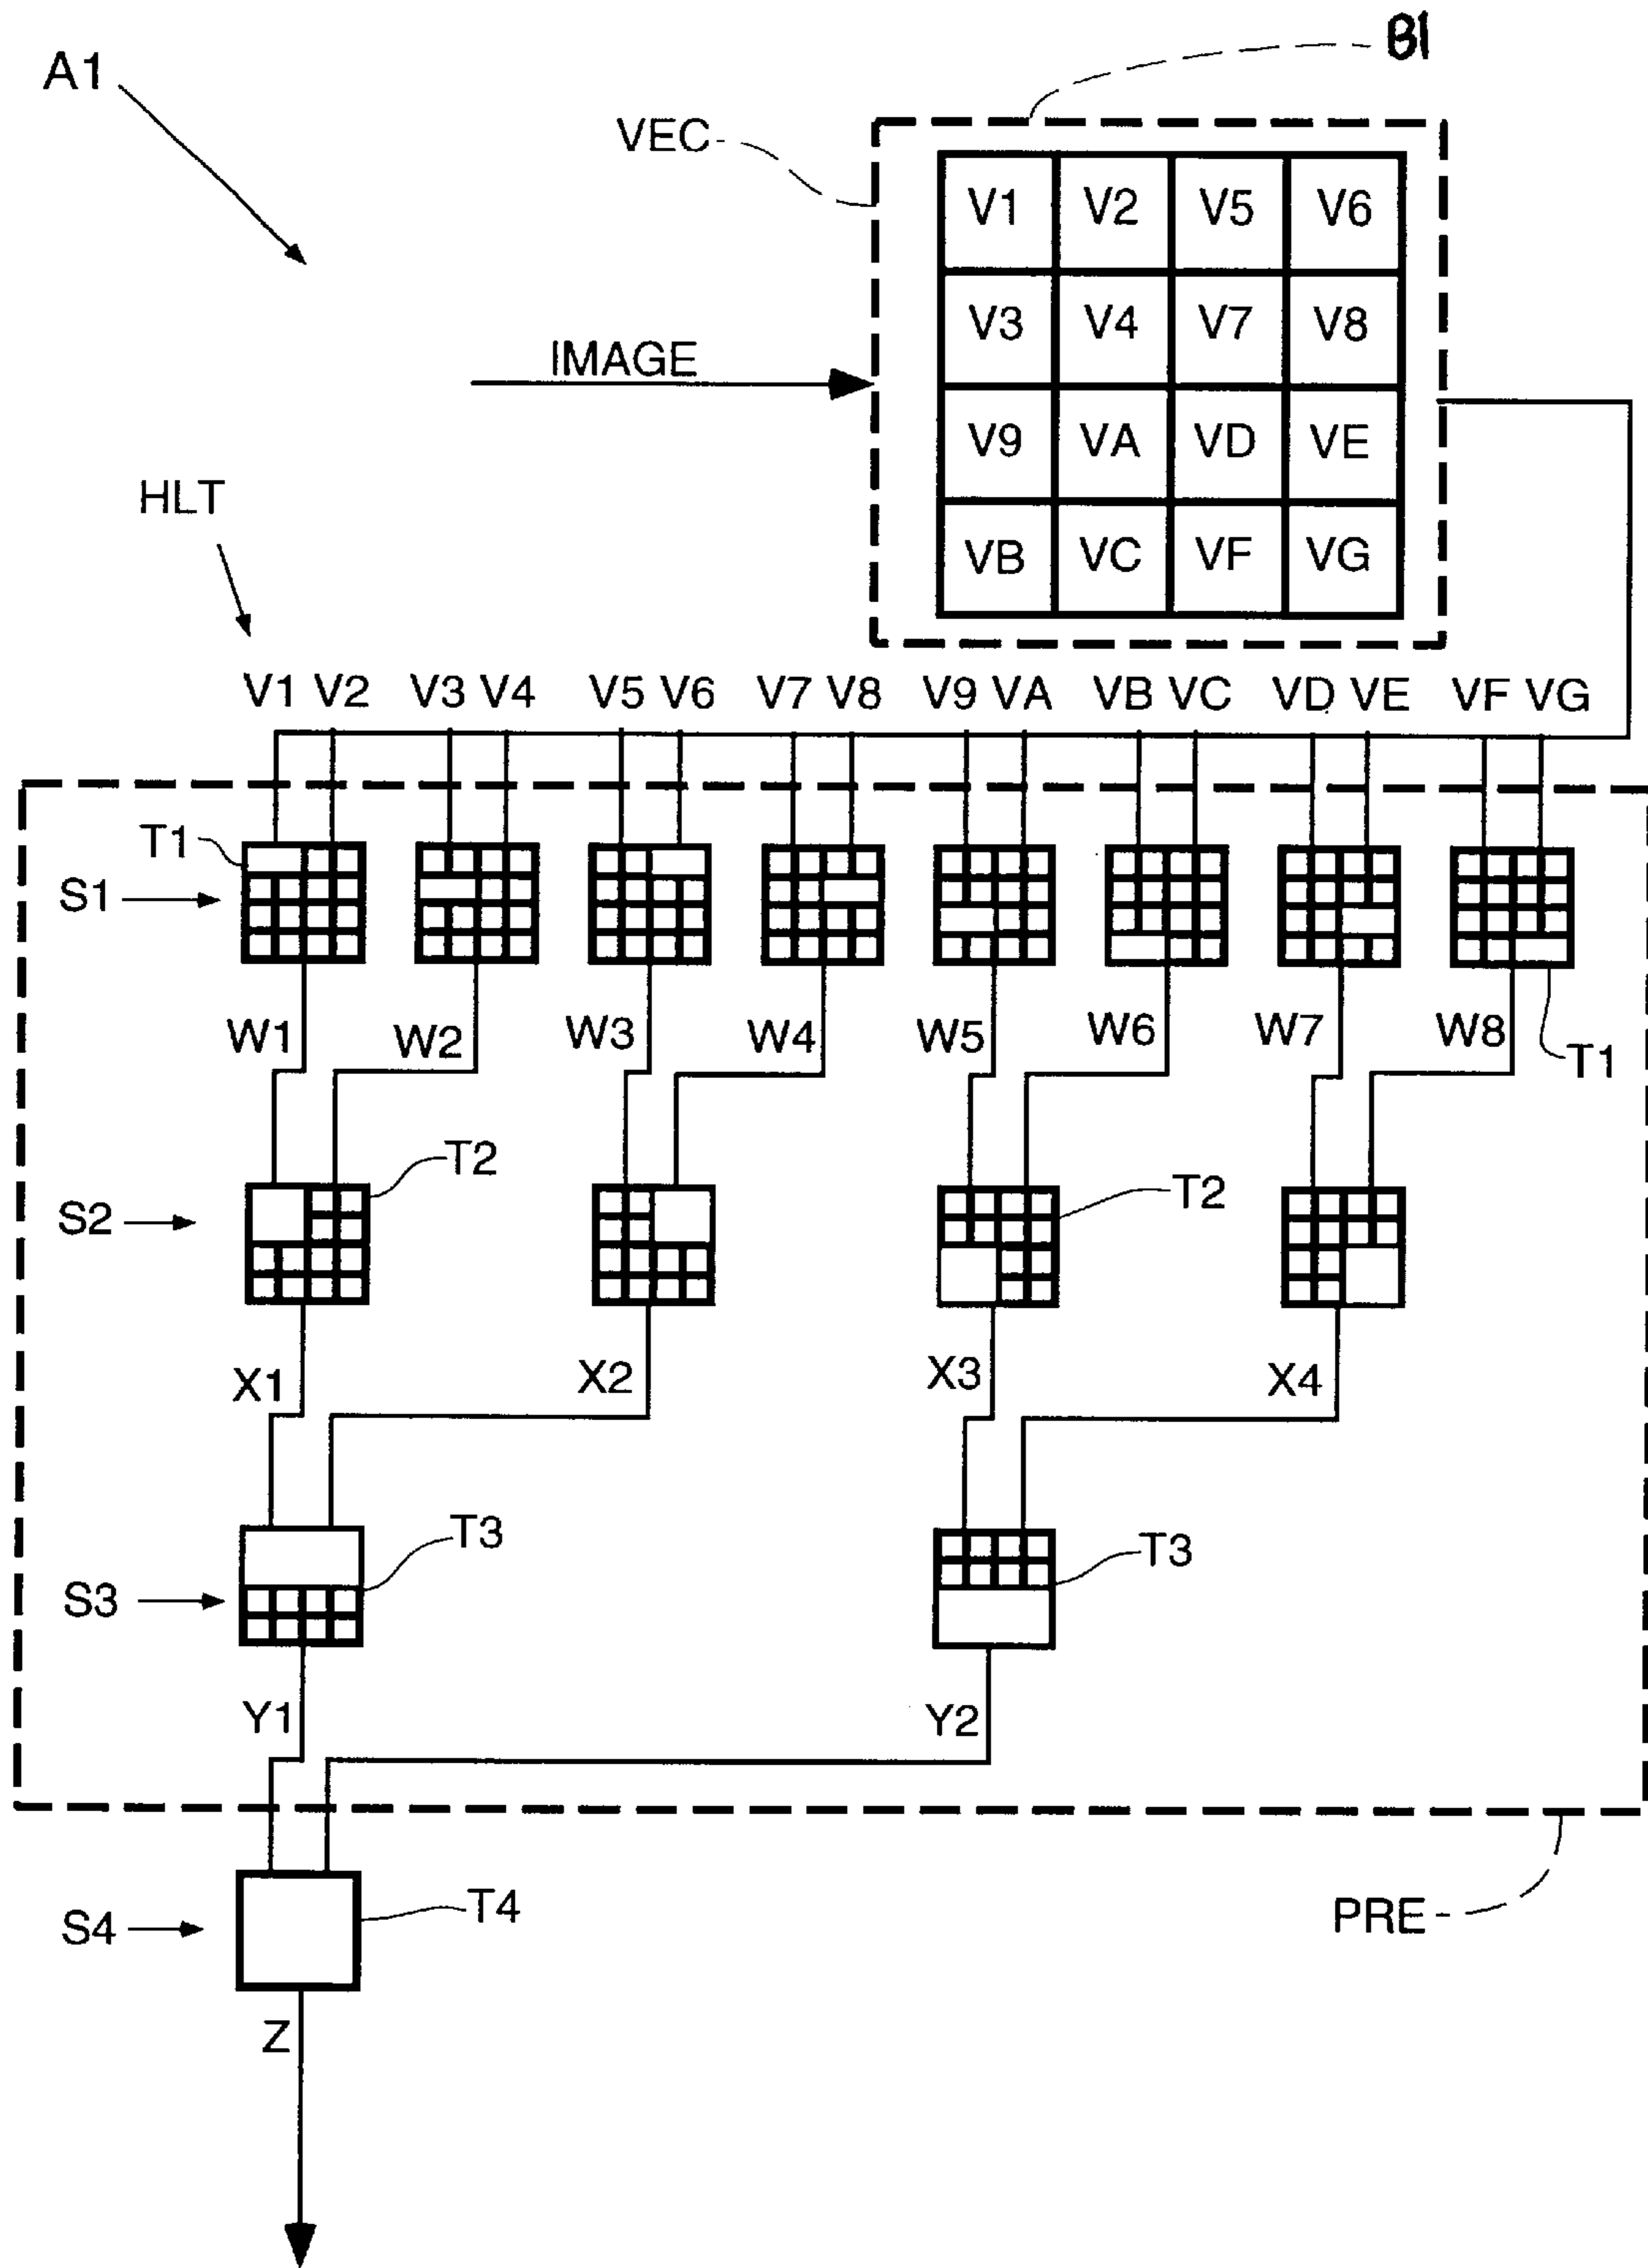 A1
B1
VEC
V1 V2 V5 V6
V3 V4 V7 V8
IMAGE
V9 VA VD VE
VB VC VF VG
HLT
V1 V2 V3 V4 V5 V6 V7 V8 V9 VA VB VC VD VE VF VG
T1
S1
W1 W2 W3 W4 W5 W6 W7 W8
T1
T2
T2
S2
X1 X2 X3 X4
T3
T3
S3
Y1 Y2
T4
S4
PRE
Z